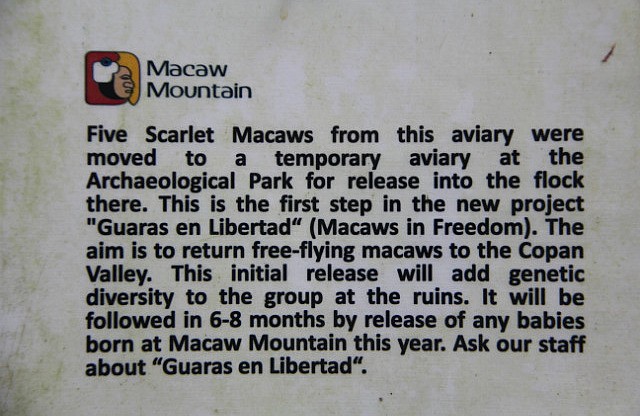 Macaw
Mountain
Five Scarlet Macaws from this aviary were
moved to a temporary aviary at the
Archaeological Park for release into the flock
there. This is the first step in the new project
"Guaras en Libertad“ (Macaws in Freedom). The
aim is to return free-flying macaws to the Copan
Valley. This initial release will add genetic
diversity to the group at the ruins. It will be
followed in 6-8 months by release of any babies
born at Macaw Mountain this year. Ask our staff
about “Guaras en Libertad“.